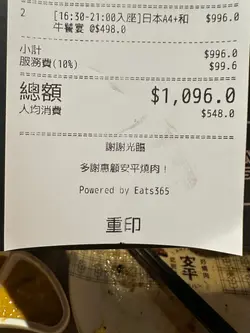 2 [16:30-21:00入座]日本A4+和 $996.0
牛饗宴 @$498.0
小計 $996.0
服務費(10%) $99.6
總額 $1,096.0
人均消費 $548.0
謝謝光臨
多謝惠顧安平燒肉！
Powered by Eats365
重印
安平